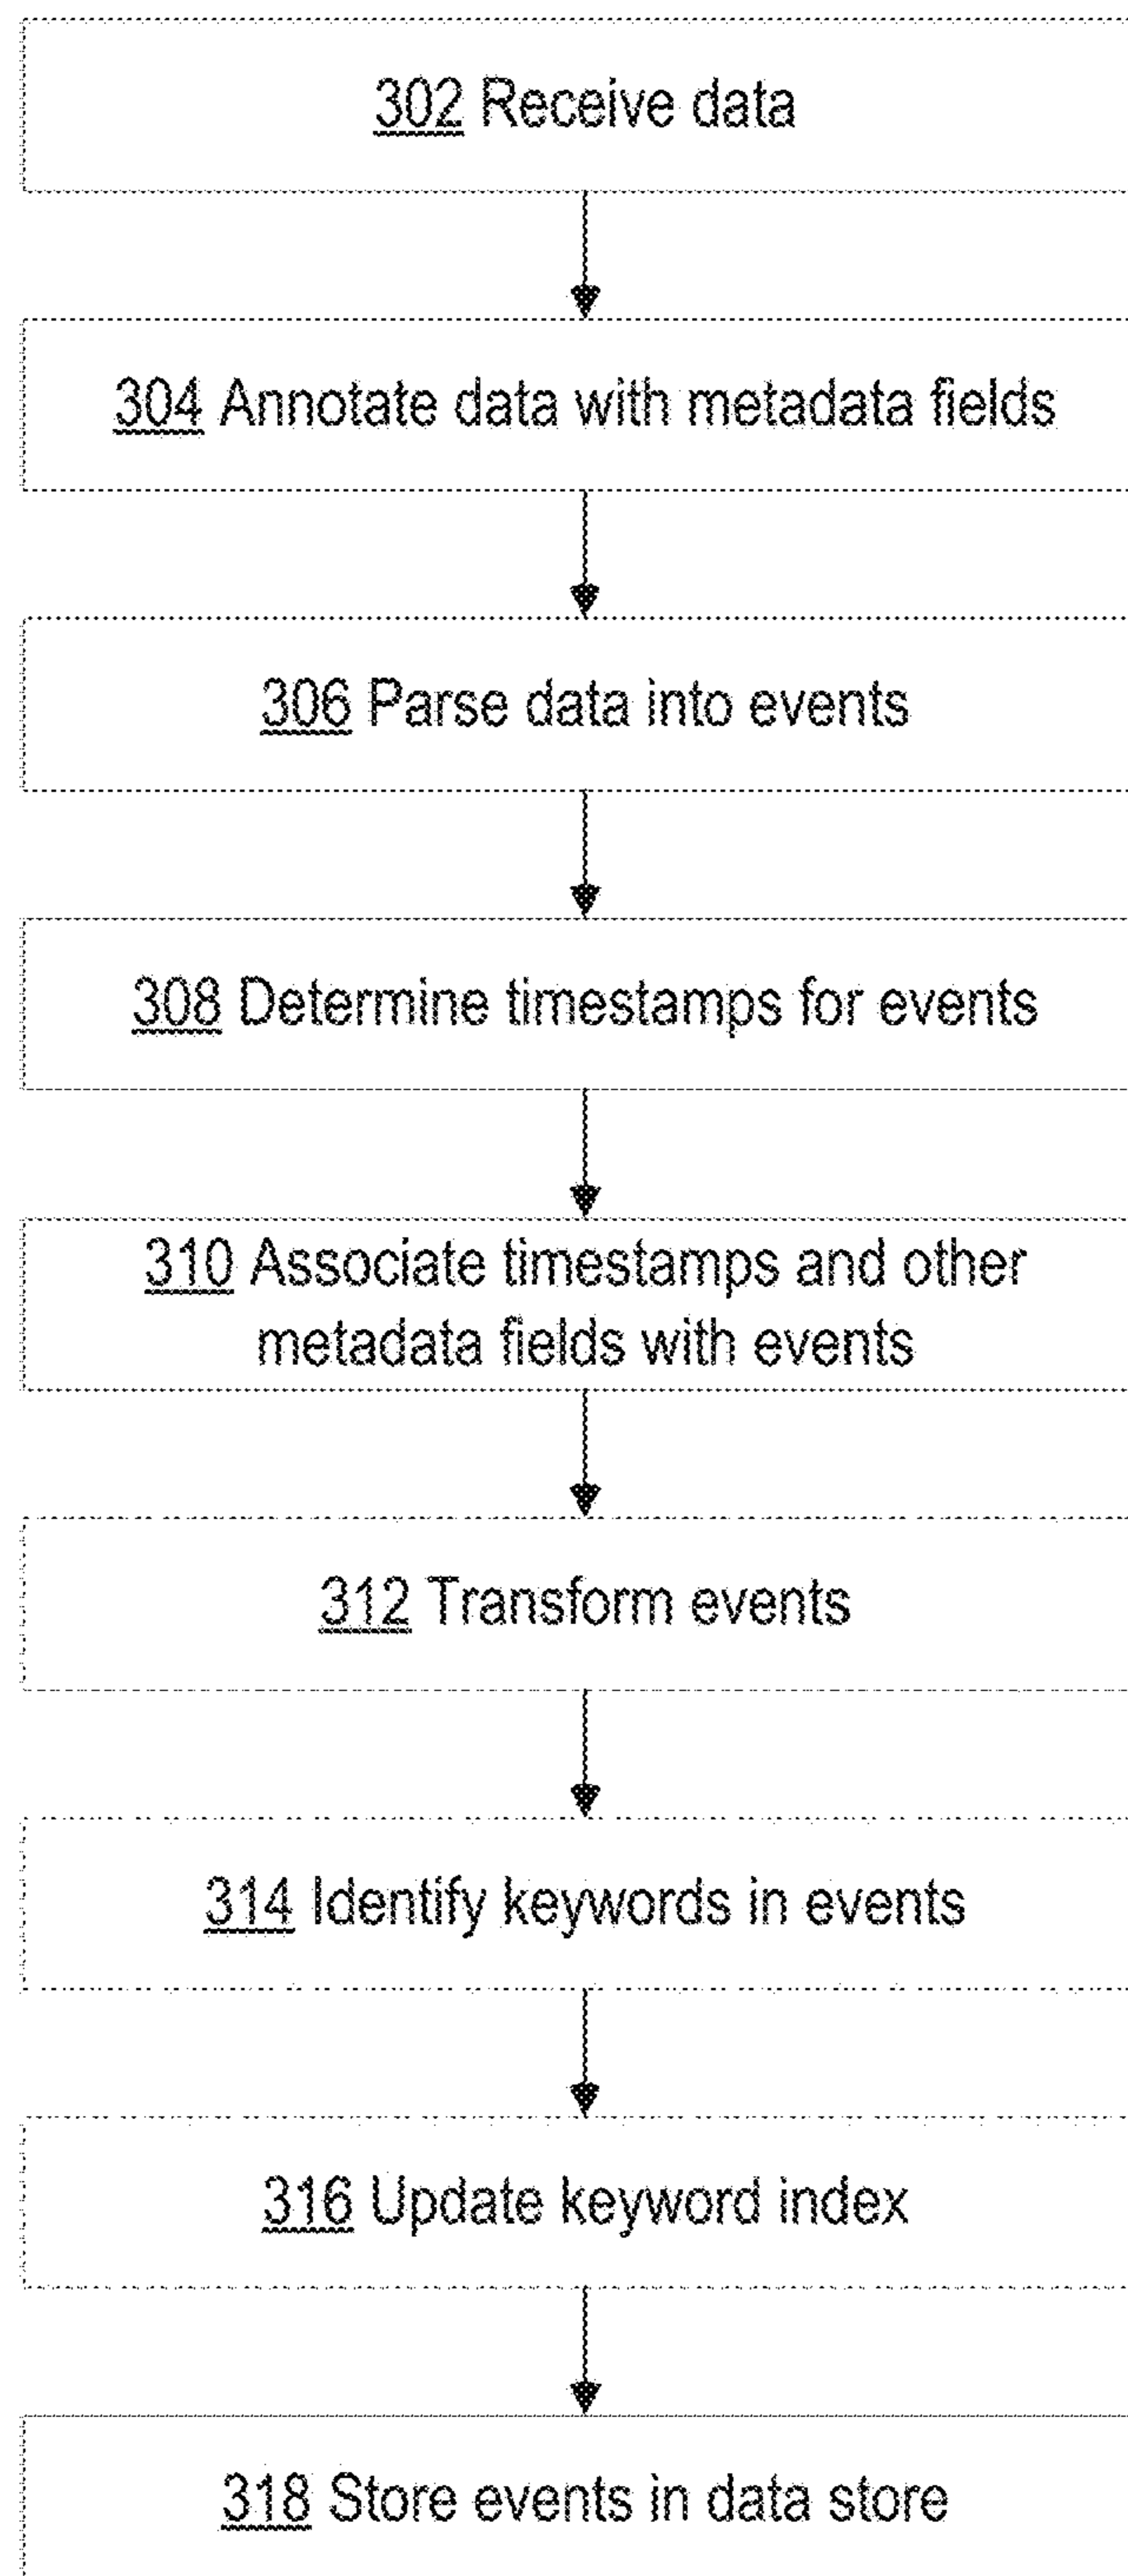 302 Receive data
304 Annotate data with metadata fields
306 Parse data into events
308 Determine timestamps for events
310 Associate timestamps and other
metadata fields with events
312 Transform events
314 Identify keywords in events
316 Update keyword index
318 Store events in data store